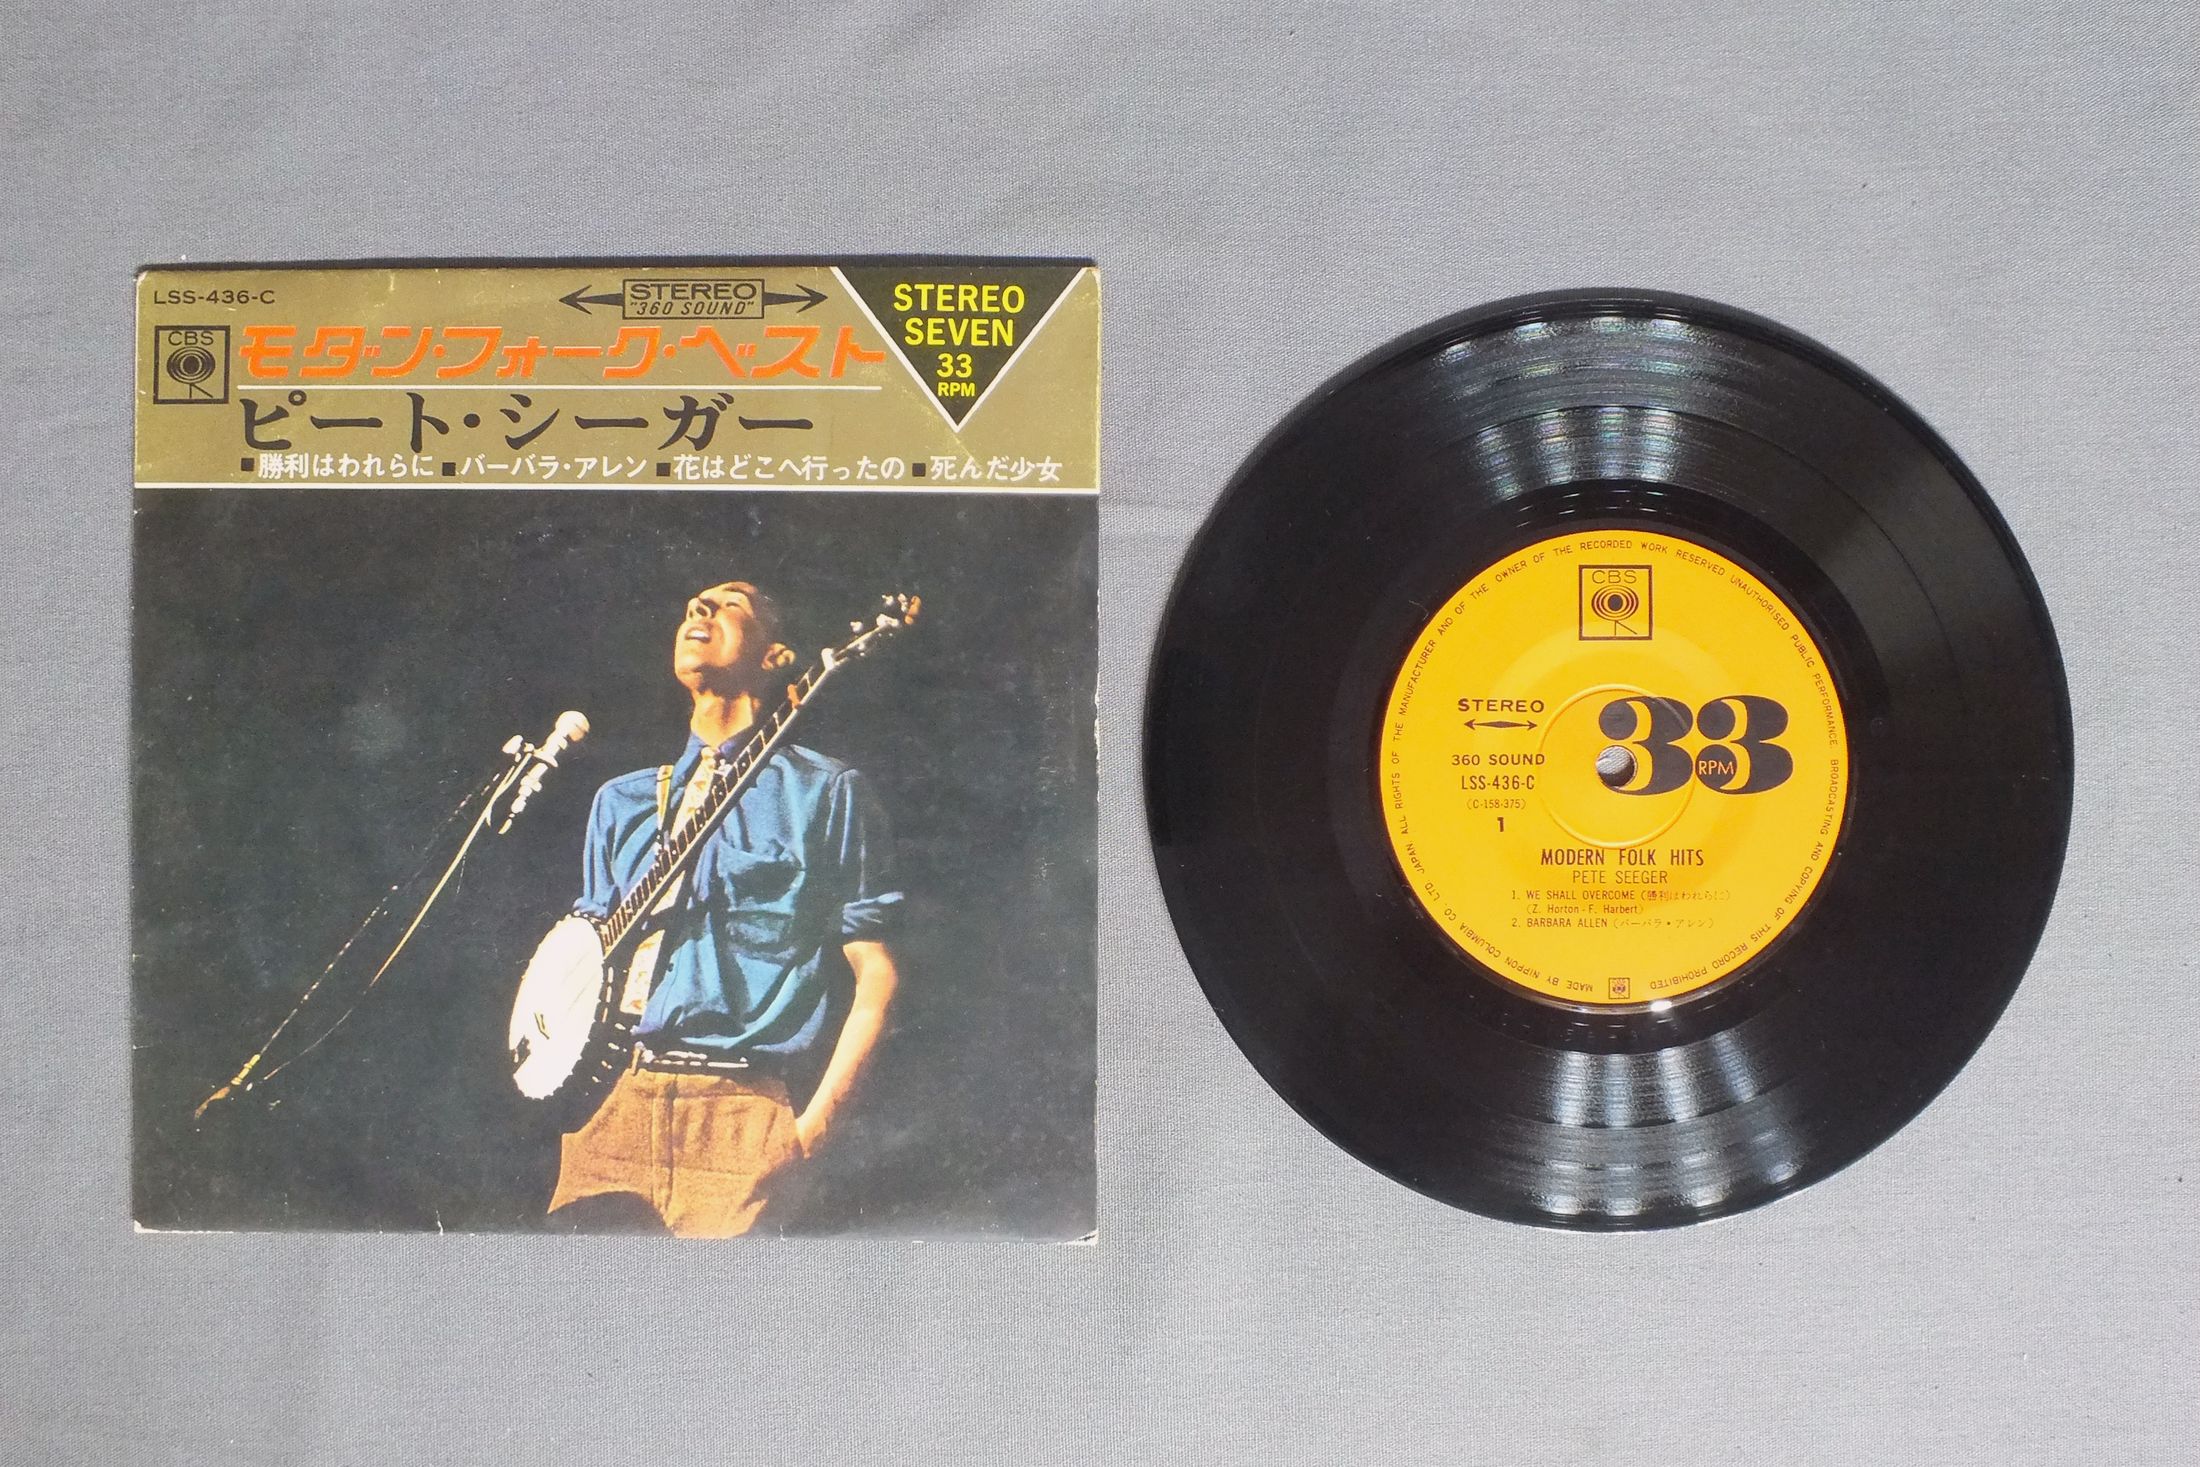 LSS-436-C
STEREO
"360 SOUND"
STEREO
SEVEN
33
RPM
CBS
モダン・フォーク・ベスト
ピート・シーガー
■勝利はわれらに ■バーバラ・アレン ■花はどこへ行ったの ■死んだ少女
MADE BY NIPPON COLUMBIA CO. LTD. JAPAN ALL RIGHTS OF THE MANUFACTURER AND OF THE OWNER OF THE RECORDED WORK RESERVED UNAUTHORISED PUBLIC PERFORMANCE BROADCASTING AND COPYING OF THIS RECORD PROHIBITED
CBS
STEREO
33
RPM
360 SOUND
LSS-436-C
(C-158-375)
1
MODERN FOLK HITS
PETE SEEGER
1. WE SHALL OVERCOME (勝利はわれらに)
(Z. Horton - F. Harbert)
2. BARBARA ALLEN (バーバラ・アレン)